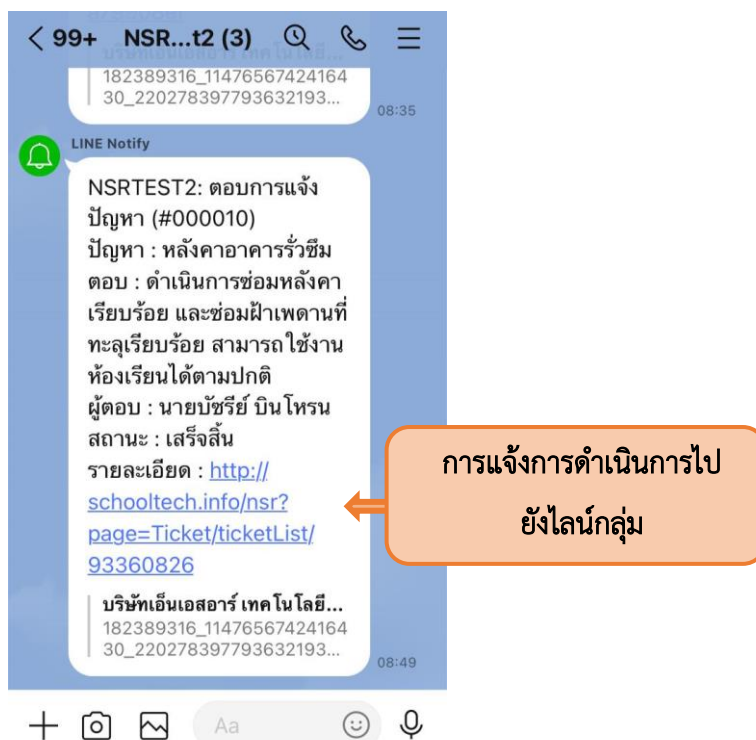 99+ NSR...t2 (3)
182389316_11476567424164
30_220278397793632193...
08:35
LINE Notify
NSRTEST2: ตอบการแจ้ง
ปัญหา (#000010)
ปัญหา : หลังคาอาคารรั่วซึม
ตอบ : ดำเนินการซ่อมหลังคา
เรียบร้อย และซ่อมฝ้าเพดานที่
ทะลุเรียบร้อย สามารถใช้งาน
ห้องเรียนได้ตามปกติ
ผู้ตอบ : นายบัซรีย์ บินโหรน
สถานะ : เสร็จสิ้น
รายละเอียด : http://
schooltech.info/nsr?
page=Ticket/ticketList/
93360826
บริษัทเอ็นเอสอาร์ เทคโนโลยี...
182389316_11476567424164
30_220278397793632193...
08:49
Aa
การแจ้งการดำเนินการไป
ยังไลน์กลุ่ม